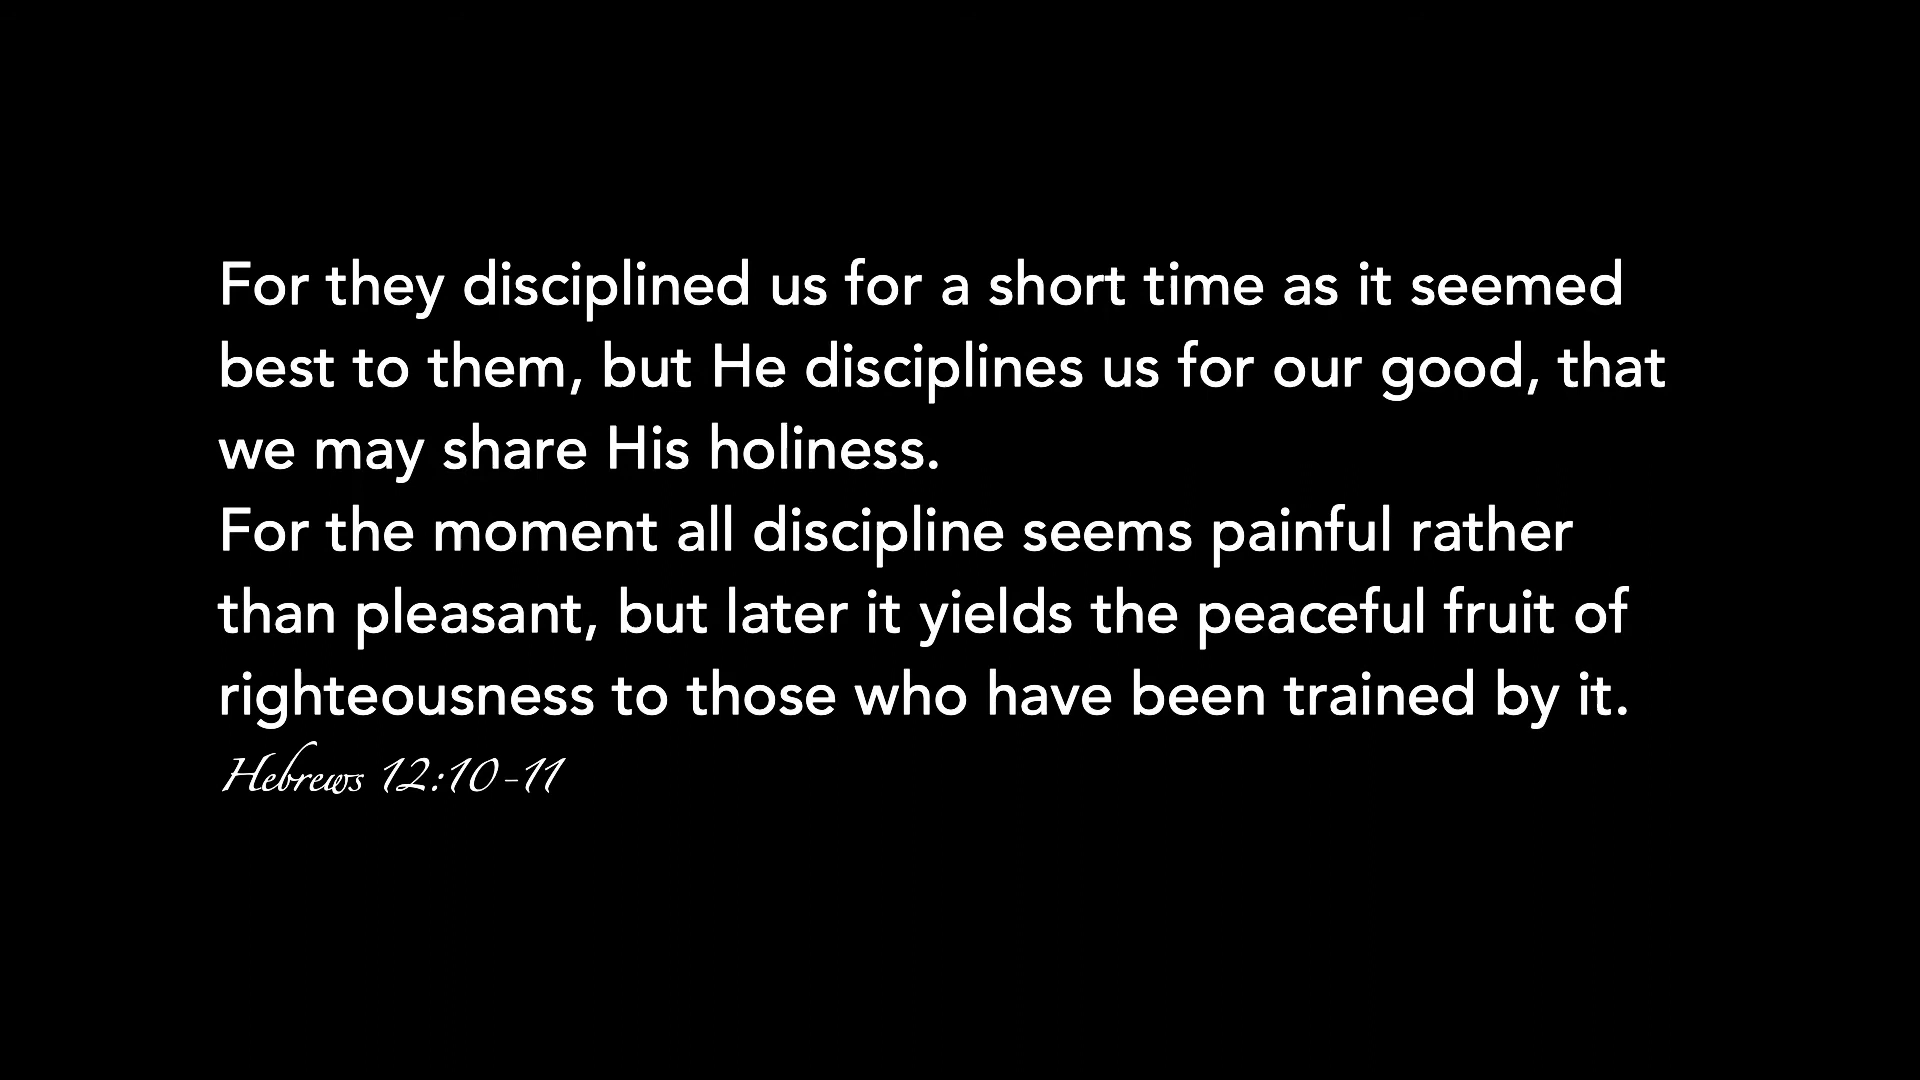 For they disciplined us for a short time as it seemed
best to them, but He disciplines us for our good, that
we may share His holiness.
For the moment all discipline seems painful rather
than pleasant, but later it yields the peaceful fruit of
righteousness to those who have been trained by it.
Hebrews 12:10-11